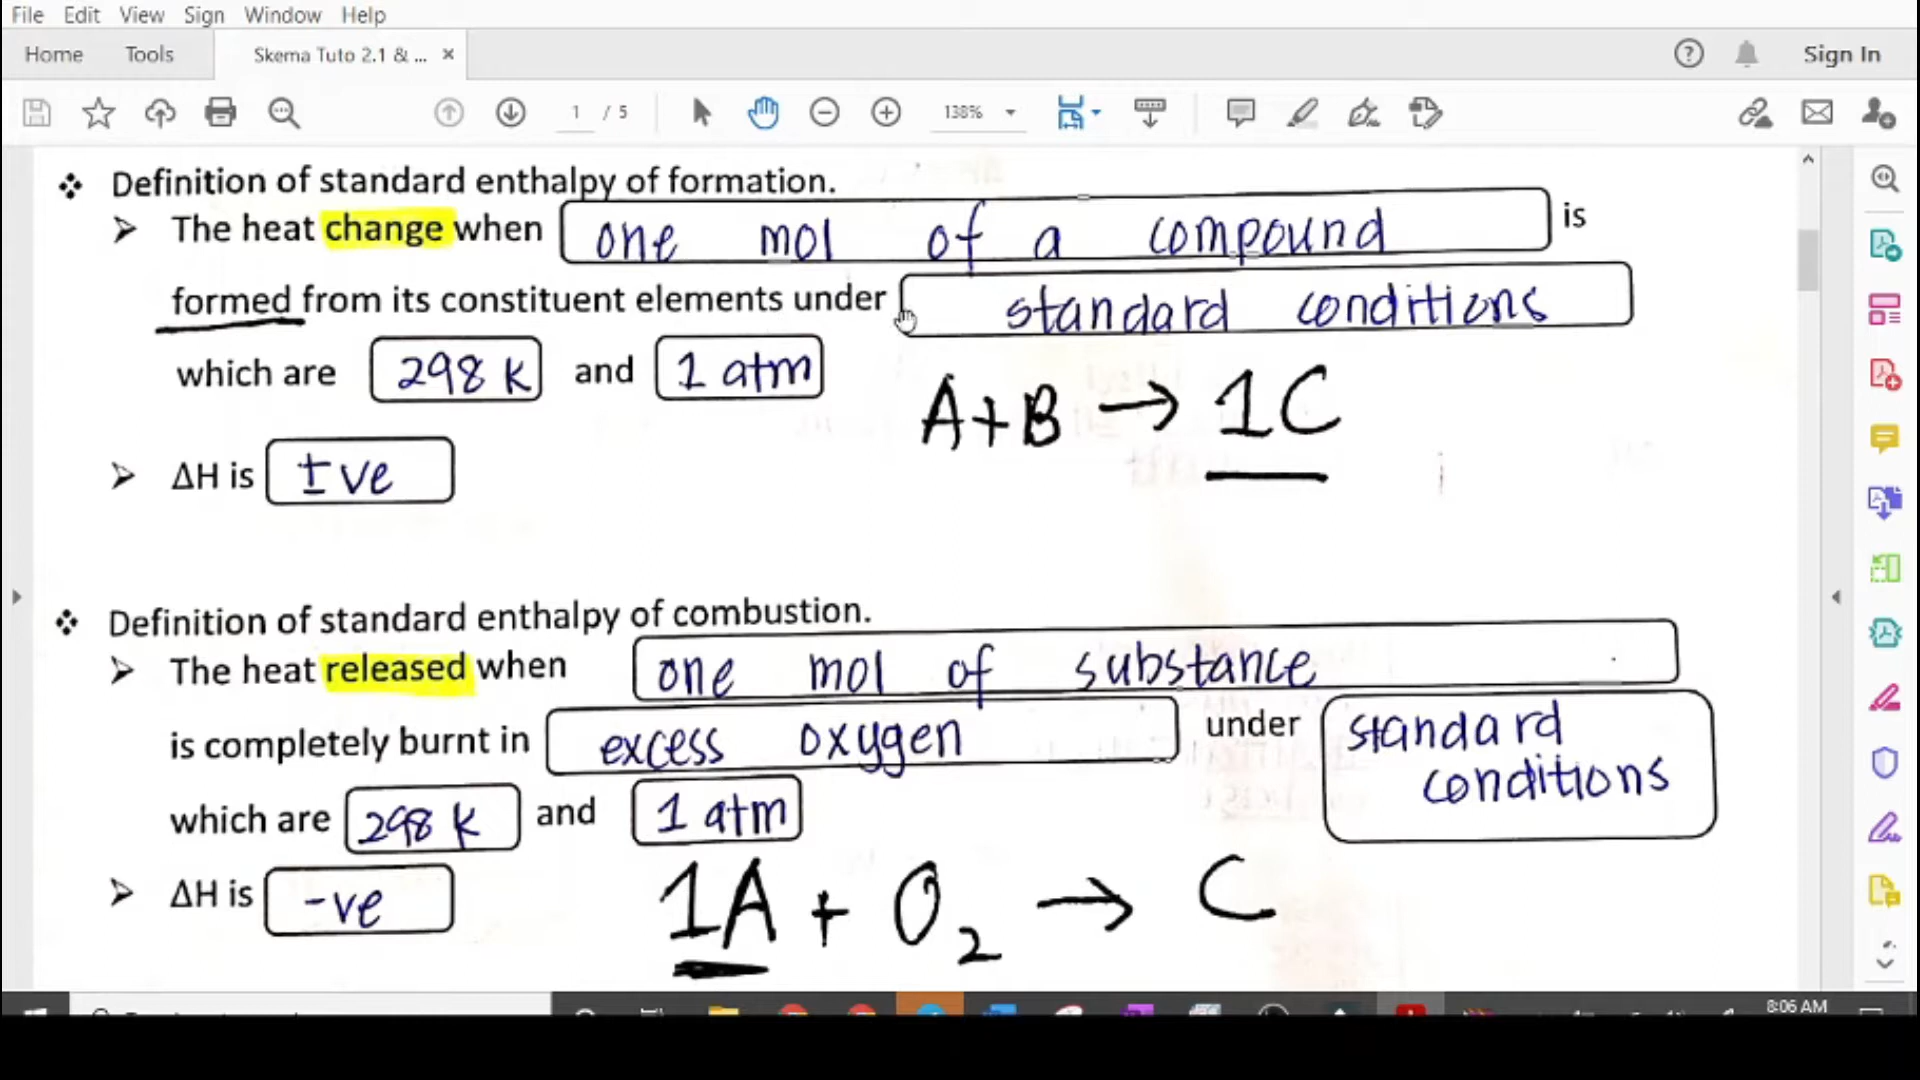 File Edit View Sign Window Help
Home Tools Skema Tuto 2.1 & ... × Sign In
1 / 5 138%
❖ Definition of standard enthalpy of formation.
➢ The heat change when one mol of a compound is
formed from its constituent elements under standard conditions
which are 298 K and 1 atm
A+B → 1C
➢ ΔH is ±ve
❖ Definition of standard enthalpy of combustion.
➢ The heat released when one mol of substance
is completely burnt in excess oxygen under standard conditions
which are 298 K and 1 atm
➢ ΔH is -ve
1A + O₂ → C
8:06 AM